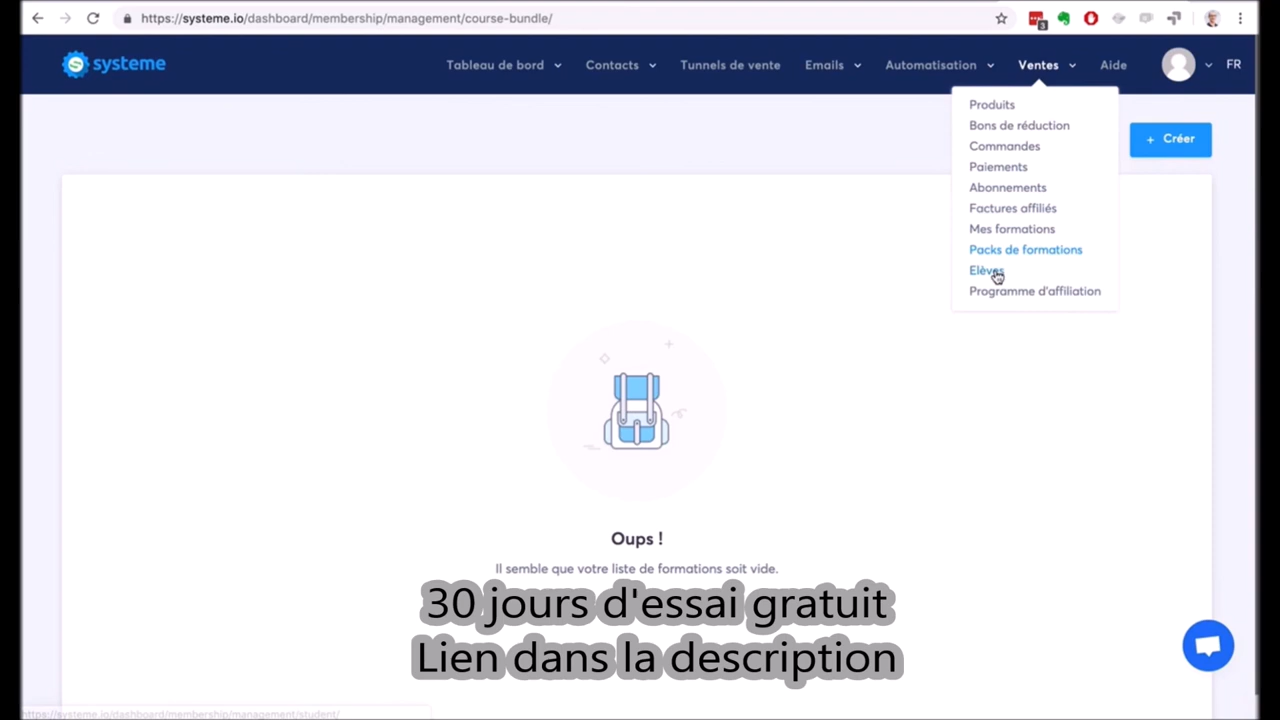 https://systeme.io/dashboard/membership/management/course-bundle/
3
systeme
Tableau de bord
Contacts
Tunnels de vente
Emails
Automatisation
Ventes
Aide
FR
Produits
Bons de réduction
Commandes
Paiements
Abonnements
Factures affiliés
Mes formations
Packs de formations
Elèves
Programme d'affiliation
+ Créer
Oups !
Il semble que votre liste de formations soit vide.
30 jours d'essai gratuit
Lien dans la description
https://systeme.io/dashboard/membership/management/student/